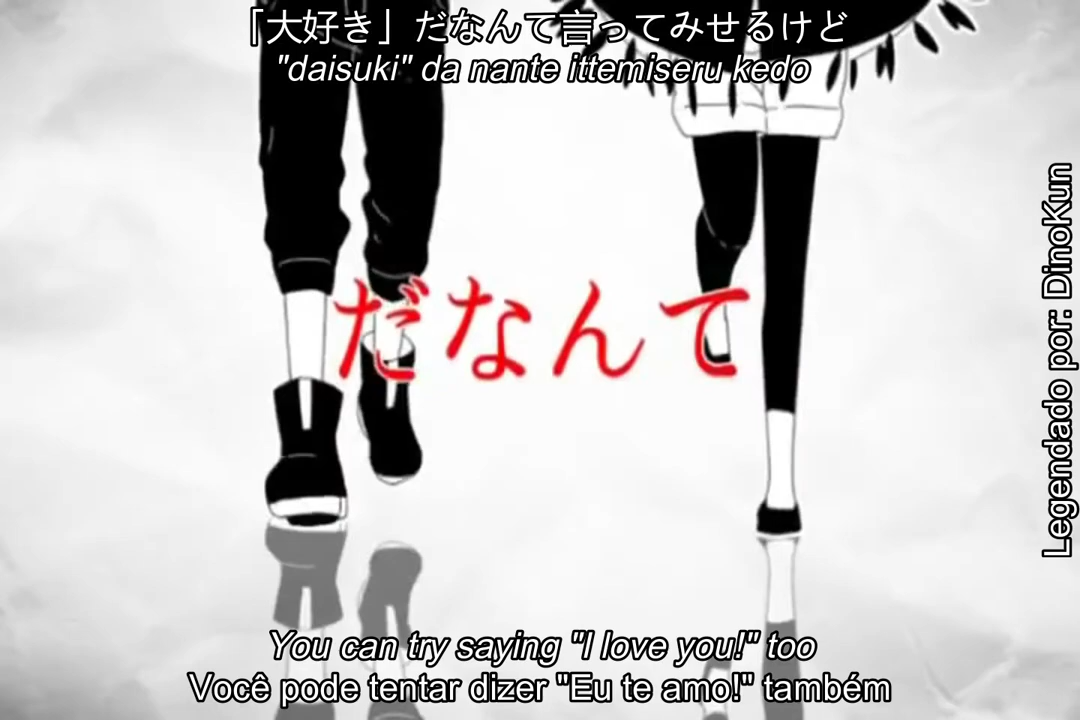 「大好き」だなんて言ってみせるけど
"daisuki" da nante ittemiseru kedo
だなんて
Legendado por: DinoKun
You can try saying "I love you!" too
Você pode tentar dizer "Eu te amo!" também